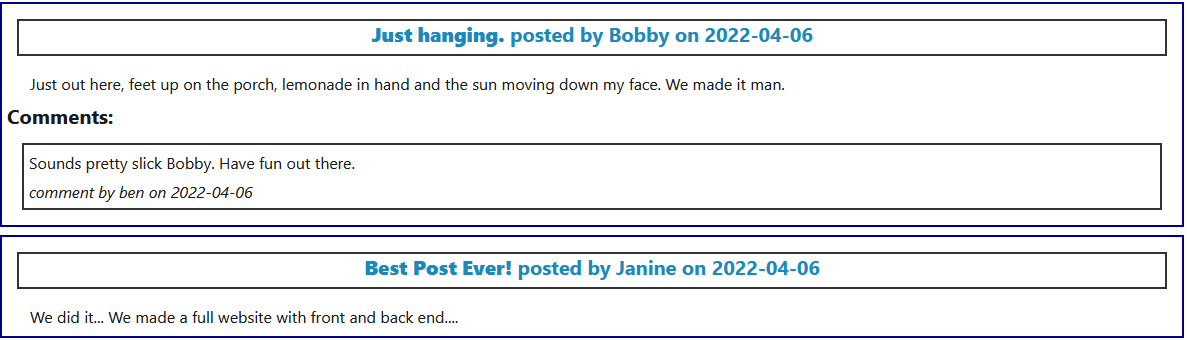 Just hanging. posted by Bobby on 2022-04-06
Just out here, feet up on the porch, lemonade in hand and the sun moving down my face. We made it man.
Comments:
Sounds pretty slick Bobby. Have fun out there.
comment by ben on 2022-04-06
Best Post Ever! posted by Janine on 2022-04-06
We did it... We made a full website with front and back end....